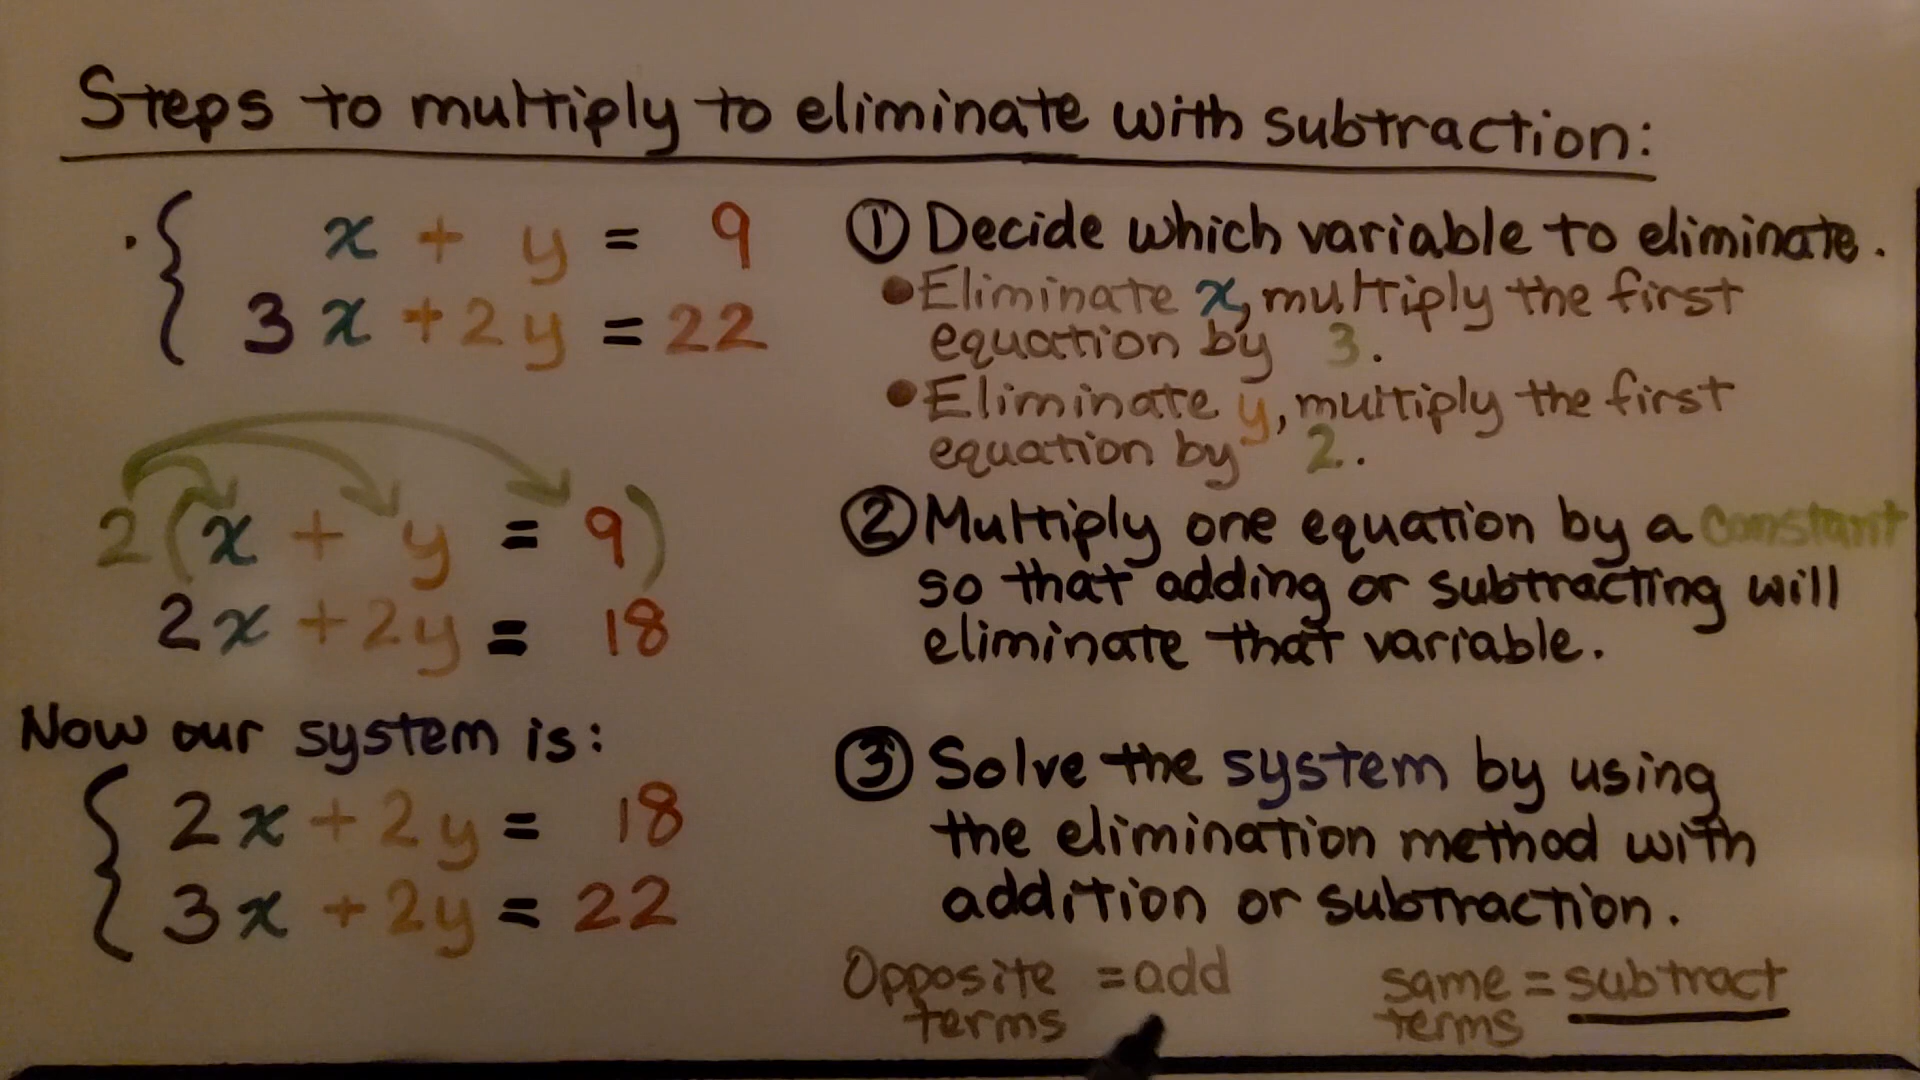 Steps to multiply to eliminate with subtraction:
x + y = 9
3x + 2y = 22
① Decide which variable to eliminate.
● Eliminate x, multiply the first
equation by 3.
● Eliminate y, multiply the first
equation by 2.
2(x + y = 9)
2x + 2y = 18
② Multiply one equation by a constant
so that adding or subtracting will
eliminate that variable.
Now our system is:
2x + 2y = 18
3x + 2y = 22
③ Solve the system by using
the elimination method with
addition or subtraction.
Opposite terms = add
same terms = subtract